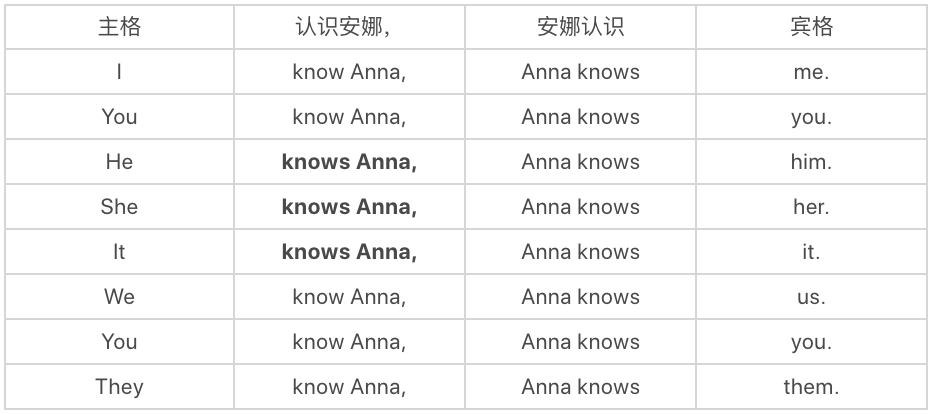 主格 认识安娜， 安娜认识 宾格
I know Anna, Anna knows me.
You know Anna, Anna knows you.
He knows Anna, Anna knows him.
She knows Anna, Anna knows her.
It knows Anna, Anna knows it.
We know Anna, Anna knows us.
You know Anna, Anna knows you.
They know Anna, Anna knows them.